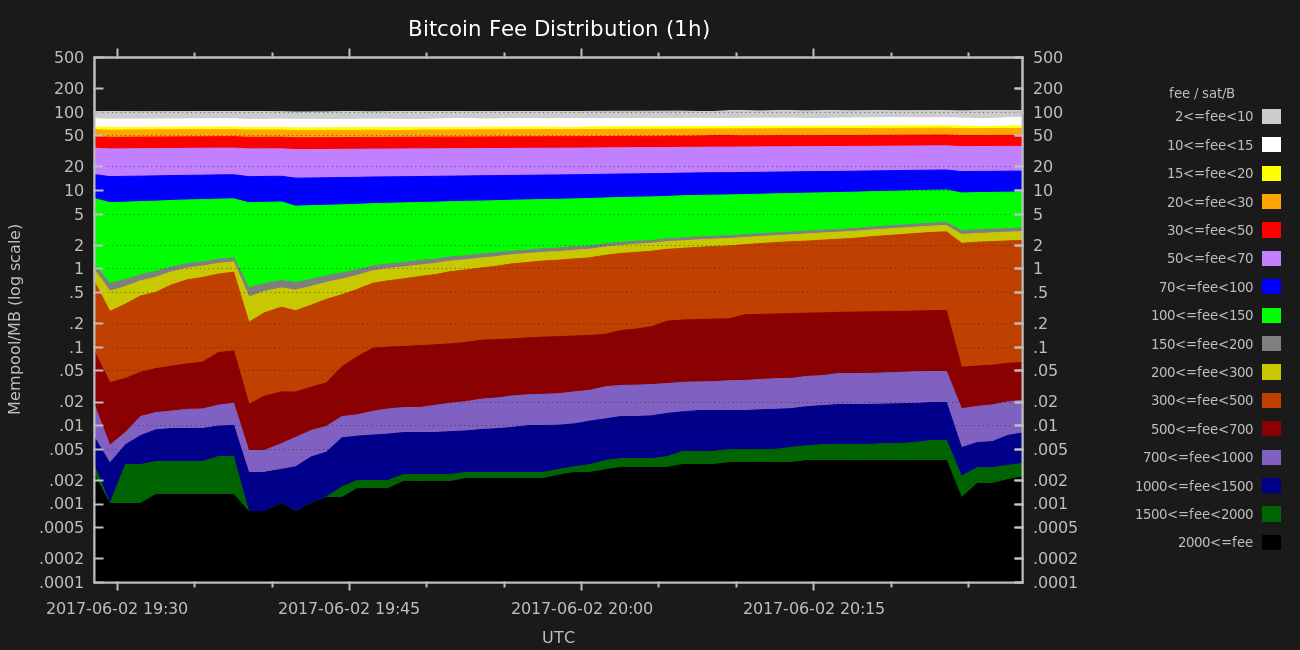 Bitcoin Fee Distribution (1h)
500 500
200 200
100 100
50 50
20 20
10 10
5 5
2 2
1 1
.5 .5
.2 .2
.1 .1
.05 .05
.02 .02
.01 .01
.005 .005
.002 .002
.001 .001
.0005 .0005
.0002 .0002
.0001 .0001
Mempool/MB (log scale)
2017-06-02 19:30 2017-06-02 19:45 2017-06-02 20:00 2017-06-02 20:15
UTC
fee / sat/B
2<=fee<10
10<=fee<15
15<=fee<20
20<=fee<30
30<=fee<50
50<=fee<70
70<=fee<100
100<=fee<150
150<=fee<200
200<=fee<300
300<=fee<500
500<=fee<700
700<=fee<1000
1000<=fee<1500
1500<=fee<2000
2000<=fee